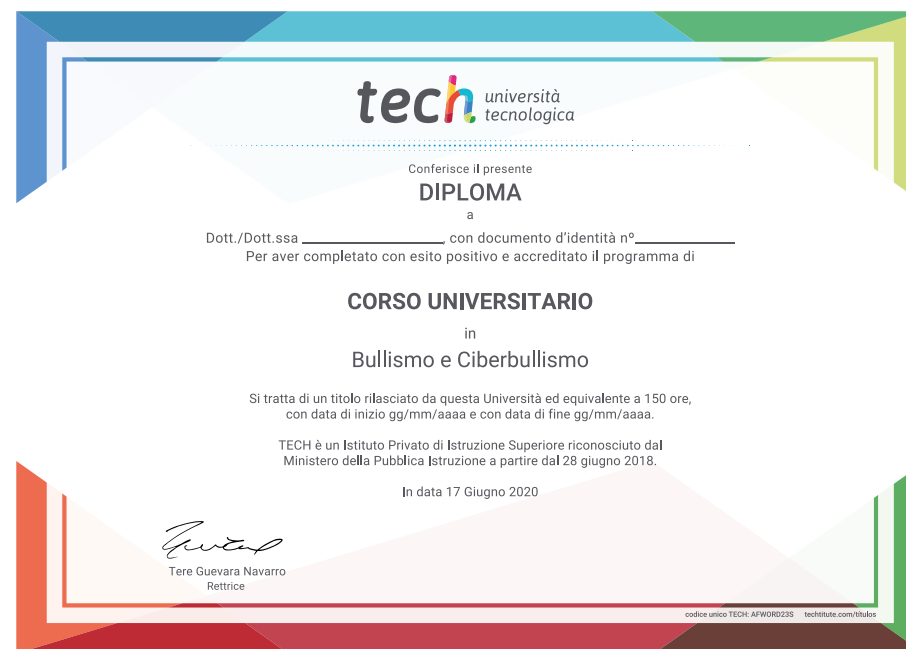 tech università
tecnologica
Conferisce il presente
DIPLOMA
a
Dott./Dott.ssa _________________, con documento d'identità nº____________
Per aver completato con esito positivo e accreditato il programma di
CORSO UNIVERSITARIO
in
Bullismo e Ciberbullismo
Si tratta di un titolo rilasciato da questa Università ed equivalente a 150 ore,
con data di inizio gg/mm/aaaa e con data di fine gg/mm/aaaa.
TECH è un Istituto Privato di Istruzione Superiore riconosciuto dal
Ministero della Pubblica Istruzione a partire dal 28 giugno 2018.
In data 17 Giugno 2020
Tere Guevara Navarro
Rettrice
codice unico TECH: AFWORD23S techtitute.com/titulos